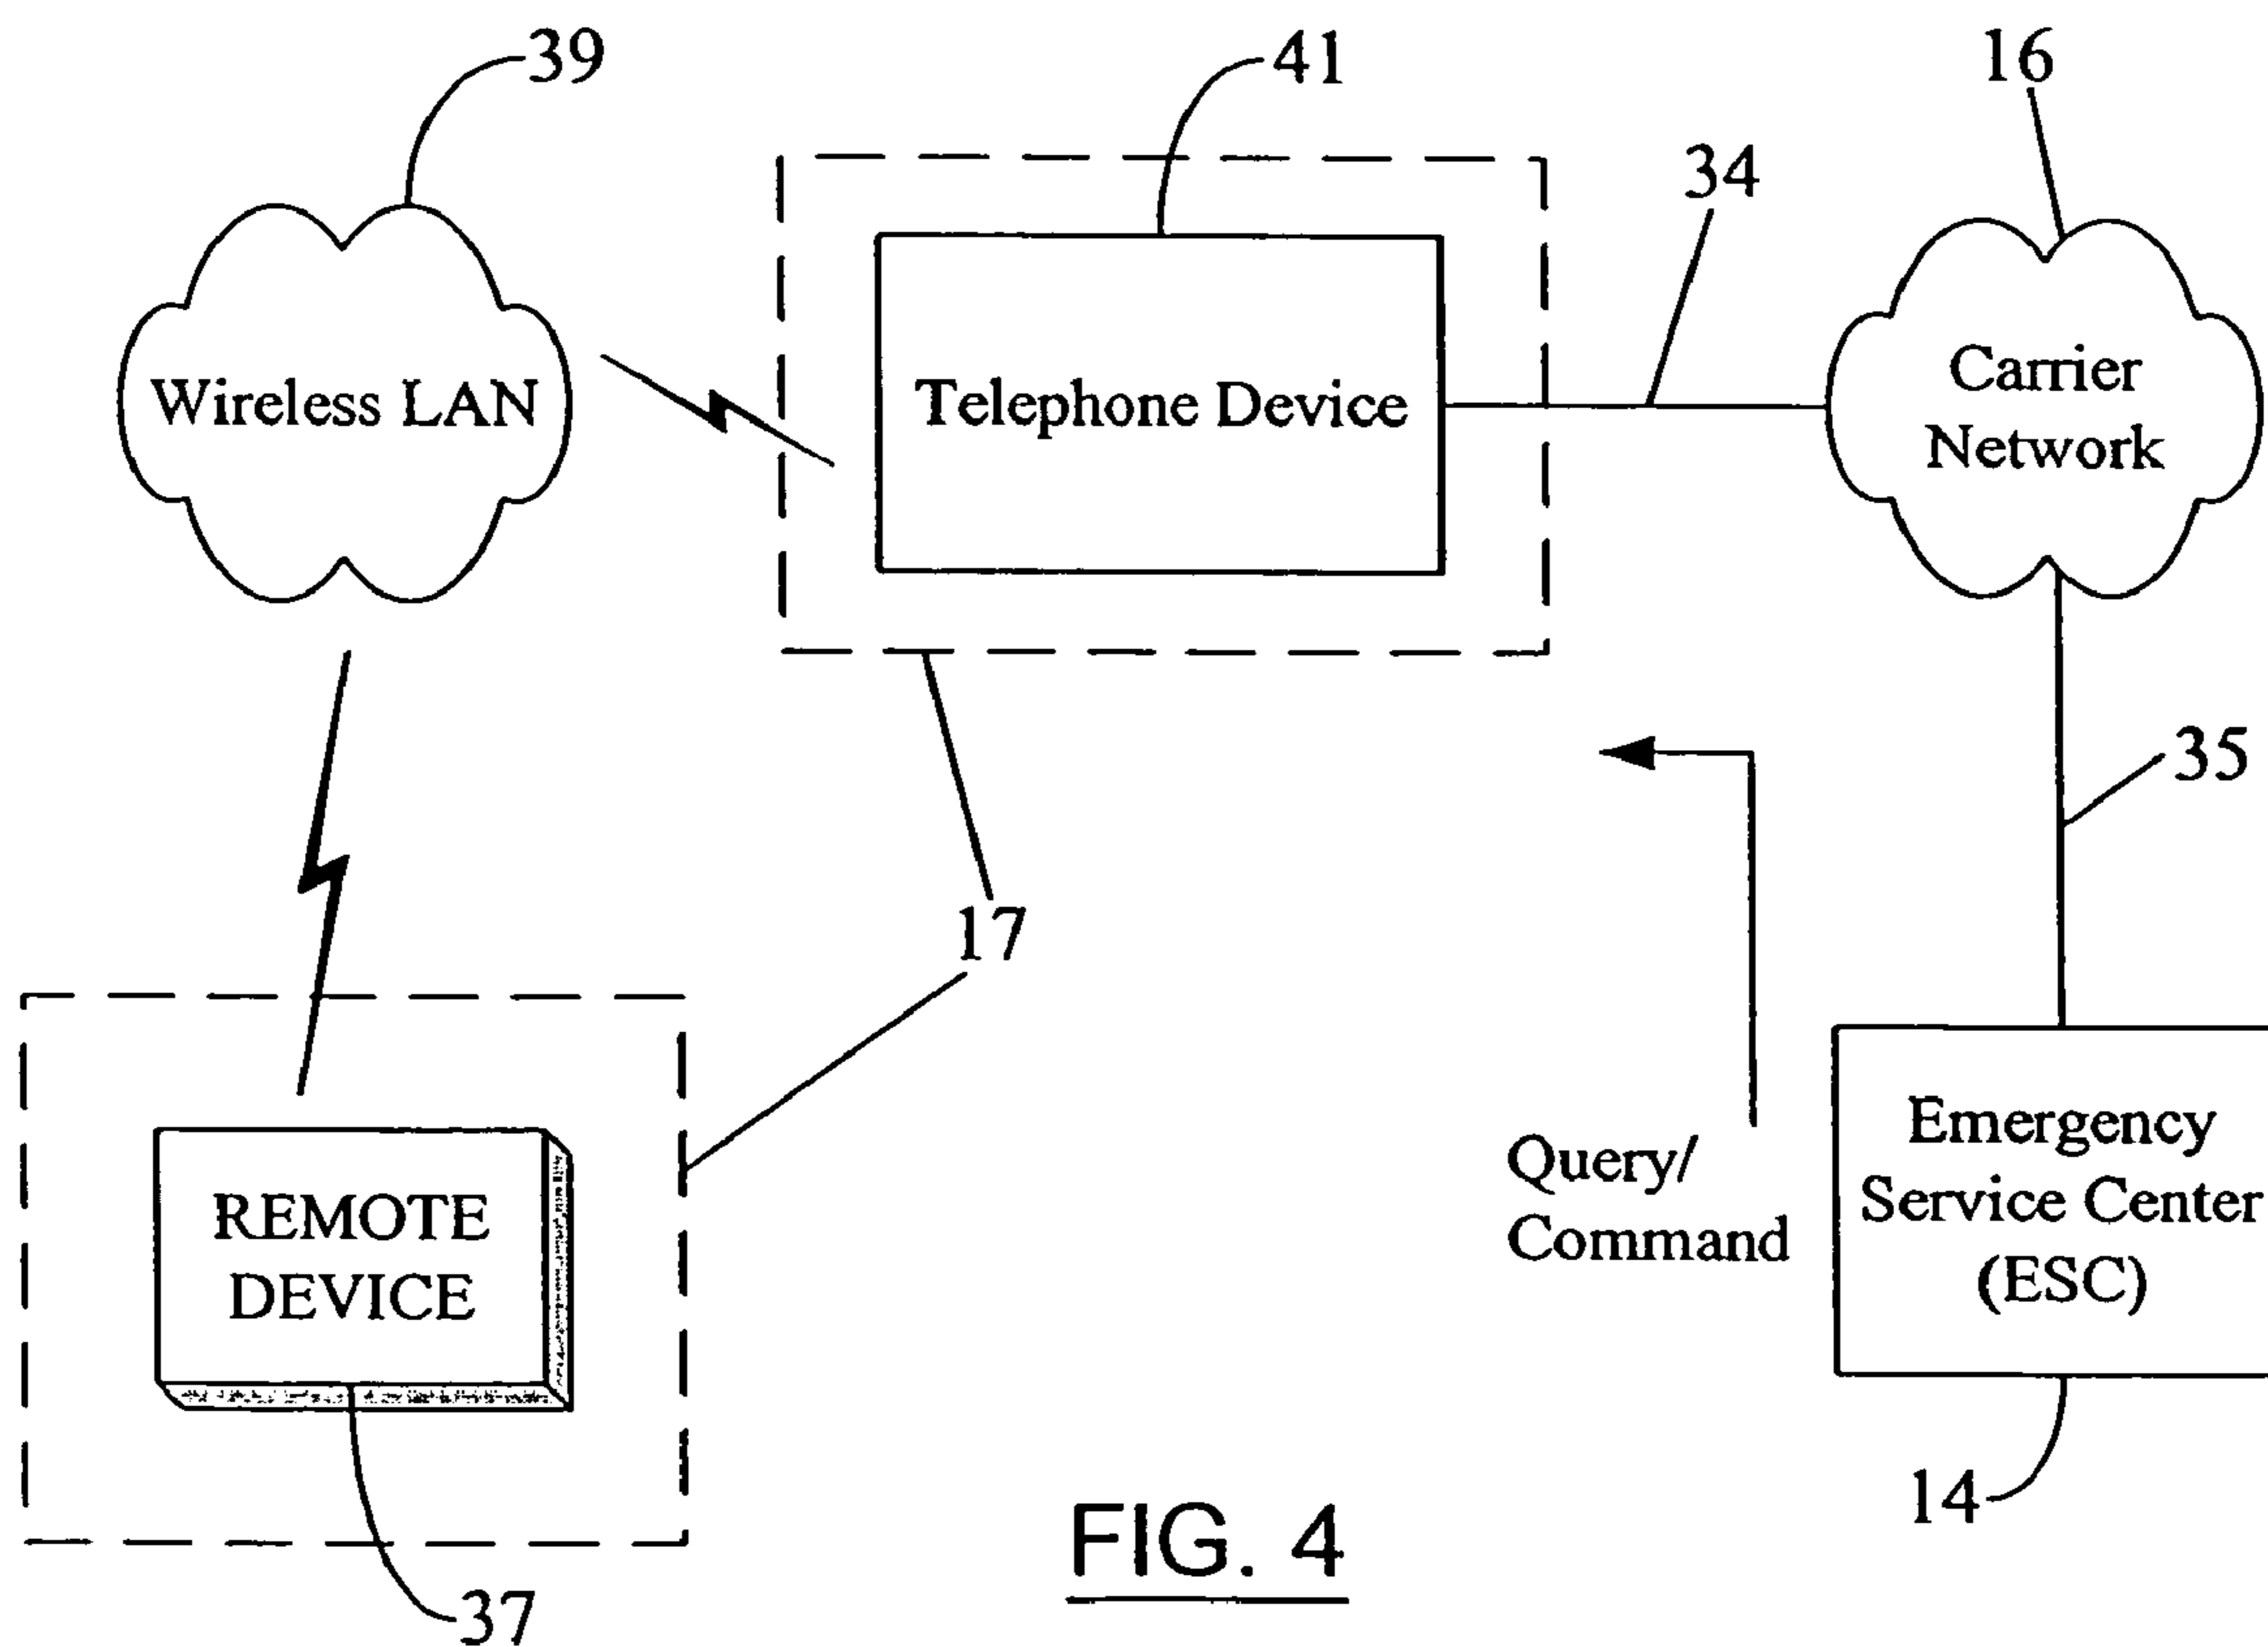 39
41
16
34
Wireless LAN
Telephone Device
Carrier
Network
35
17
Query/
Command
Emergency
Service Center
(ESC)
REMOTE
DEVICE
14
FIG. 4
37